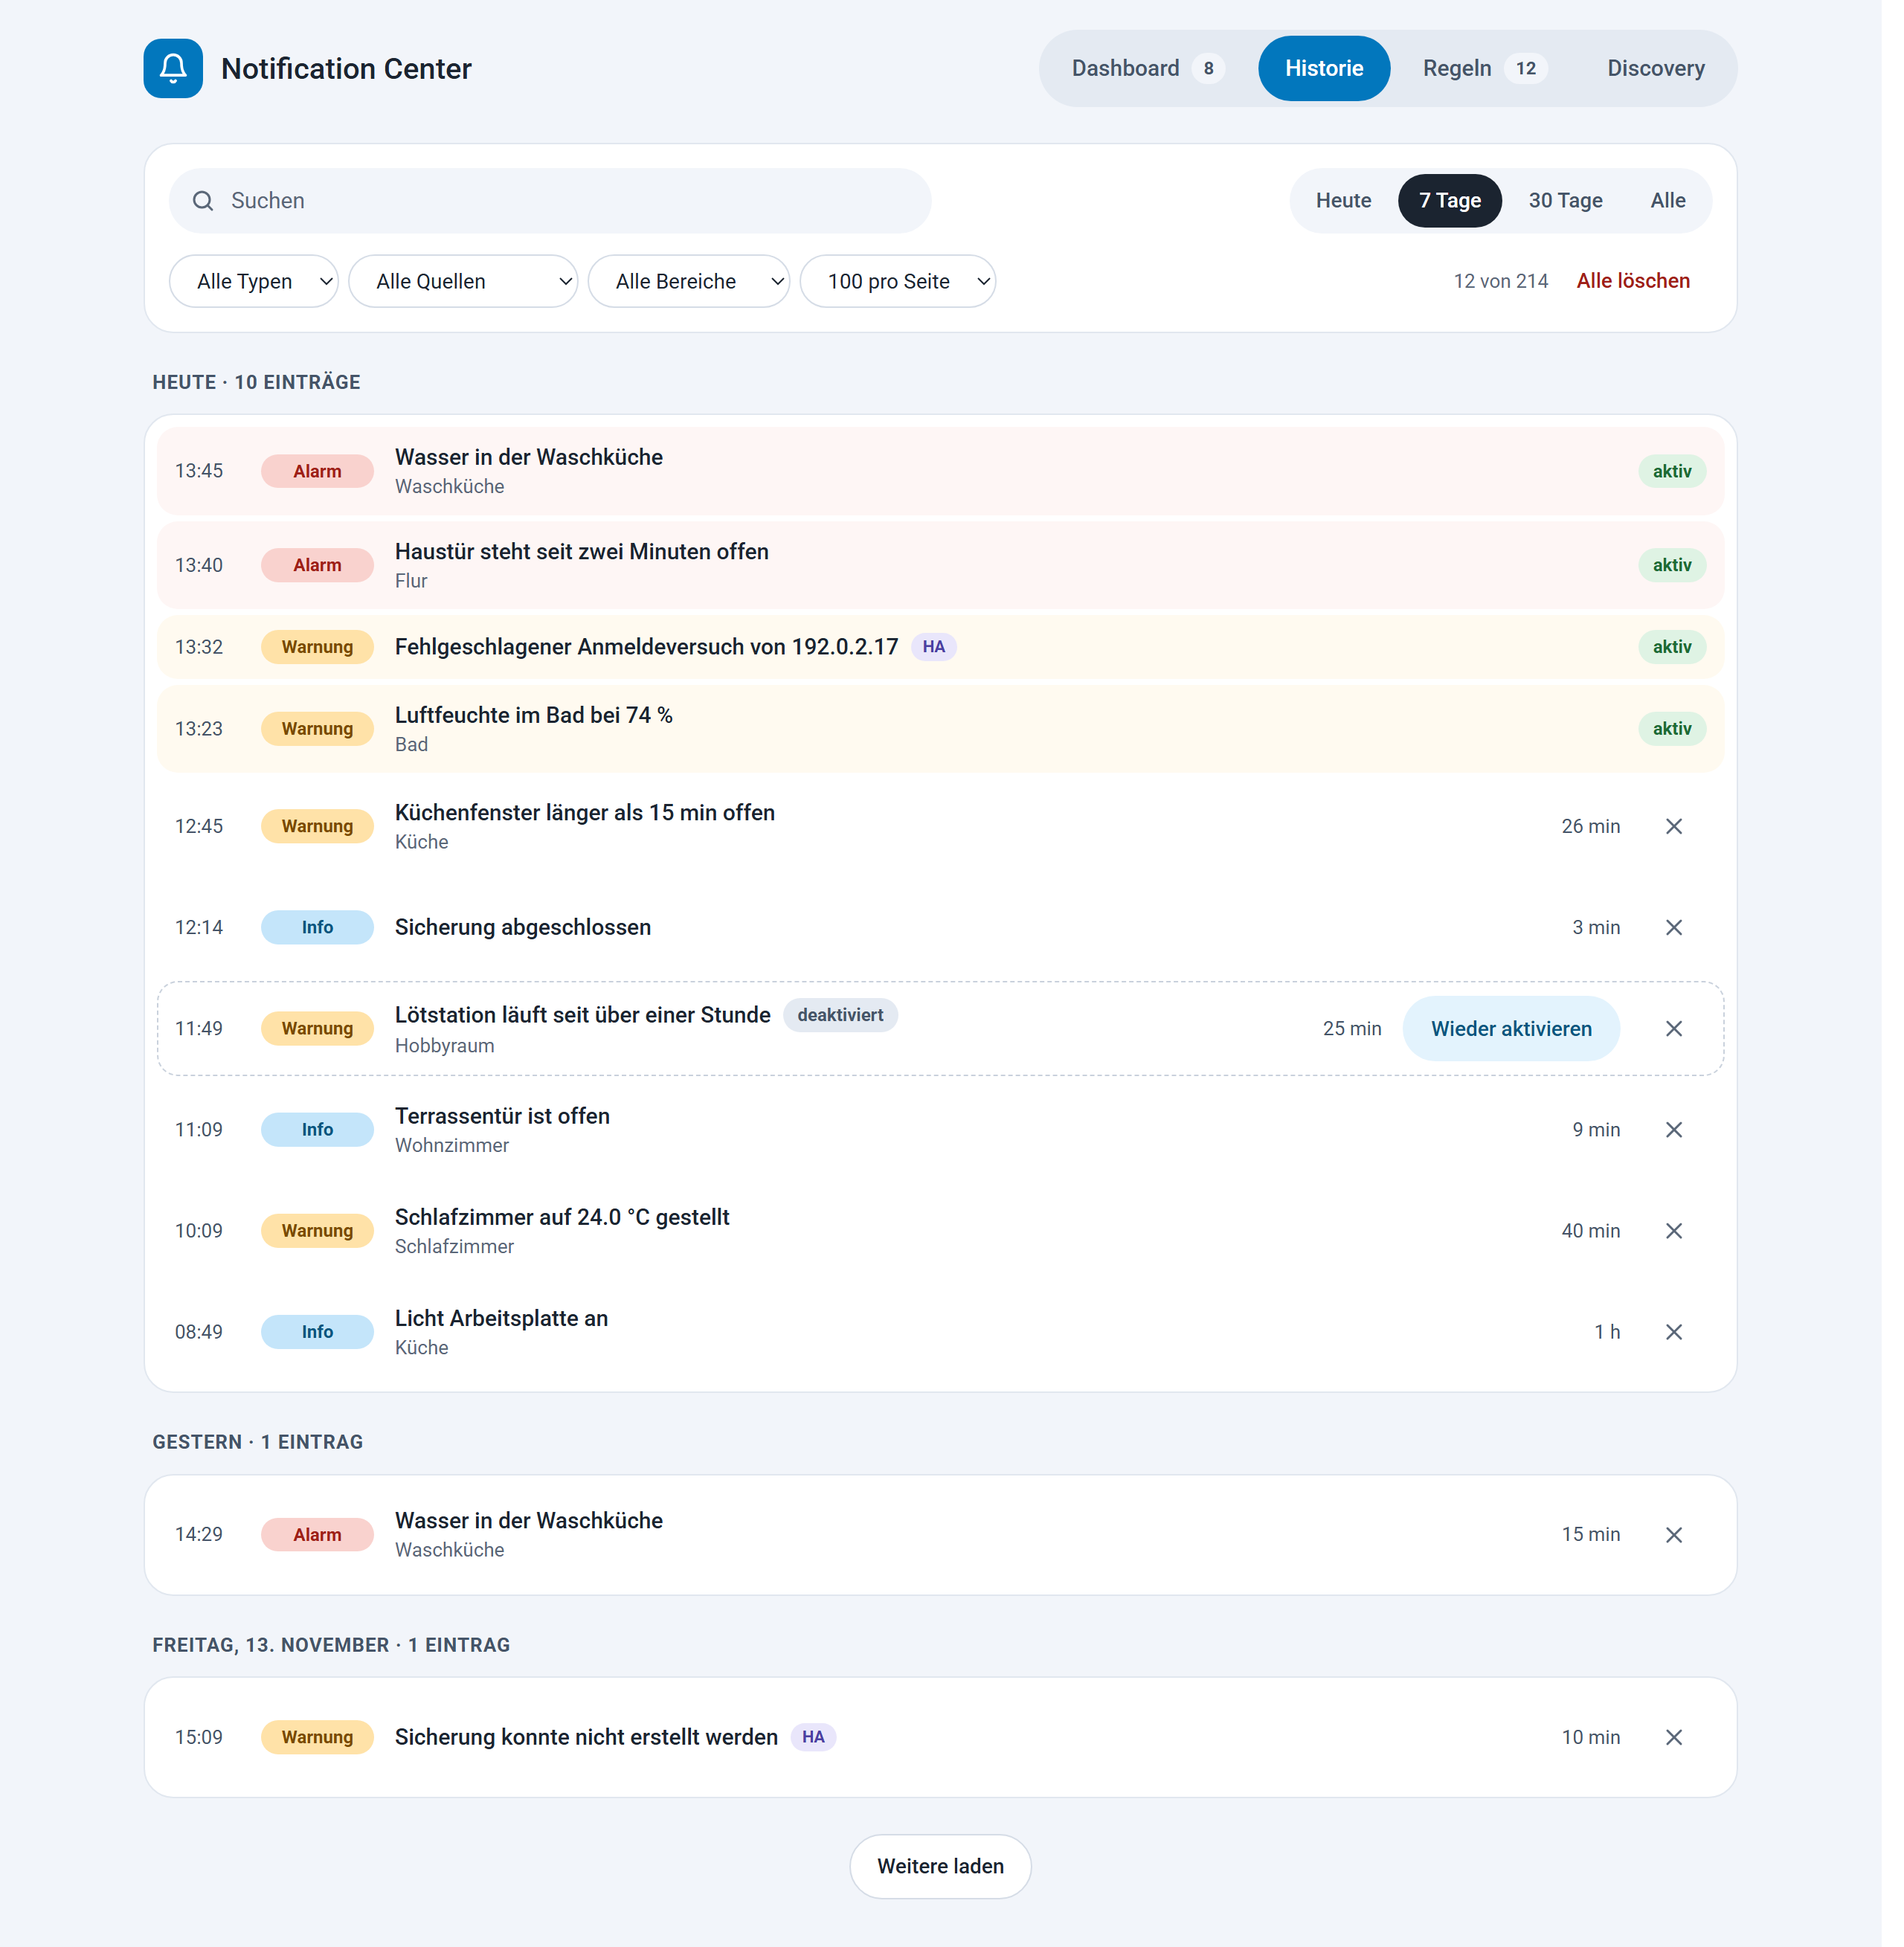 Notification Center
Dashboard 8 Historie Regeln 12 Discovery
Suchen
Heute 7 Tage 30 Tage Alle
Alle Typen Alle Quellen Alle Bereiche 100 pro Seite 12 von 214 Alle löschen
HEUTE · 10 EINTRÄGE
13:45 Alarm Wasser in der Waschküche aktiv
Waschküche
13:40 Alarm Haustür steht seit zwei Minuten offen aktiv
Flur
13:32 Warnung Fehlgeschlagener Anmeldeversuch von 192.0.2.17 HA aktiv
13:23 Warnung Luftfeuchte im Bad bei 74 % aktiv
Bad
12:45 Warnung Küchenfenster länger als 15 min offen 26 min
Küche
12:14 Info Sicherung abgeschlossen 3 min
11:49 Warnung Lötstation läuft seit über einer Stunde deaktiviert 25 min Wieder aktivieren
Hobbyraum
11:09 Info Terrassentür ist offen 9 min
Wohnzimmer
10:09 Warnung Schlafzimmer auf 24.0 °C gestellt 40 min
Schlafzimmer
08:49 Info Licht Arbeitsplatte an 1 h
Küche
GESTERN · 1 EINTRAG
14:29 Alarm Wasser in der Waschküche 15 min
Waschküche
FREITAG, 13. NOVEMBER · 1 EINTRAG
15:09 Warnung Sicherung konnte nicht erstellt werden HA 10 min
Weitere laden